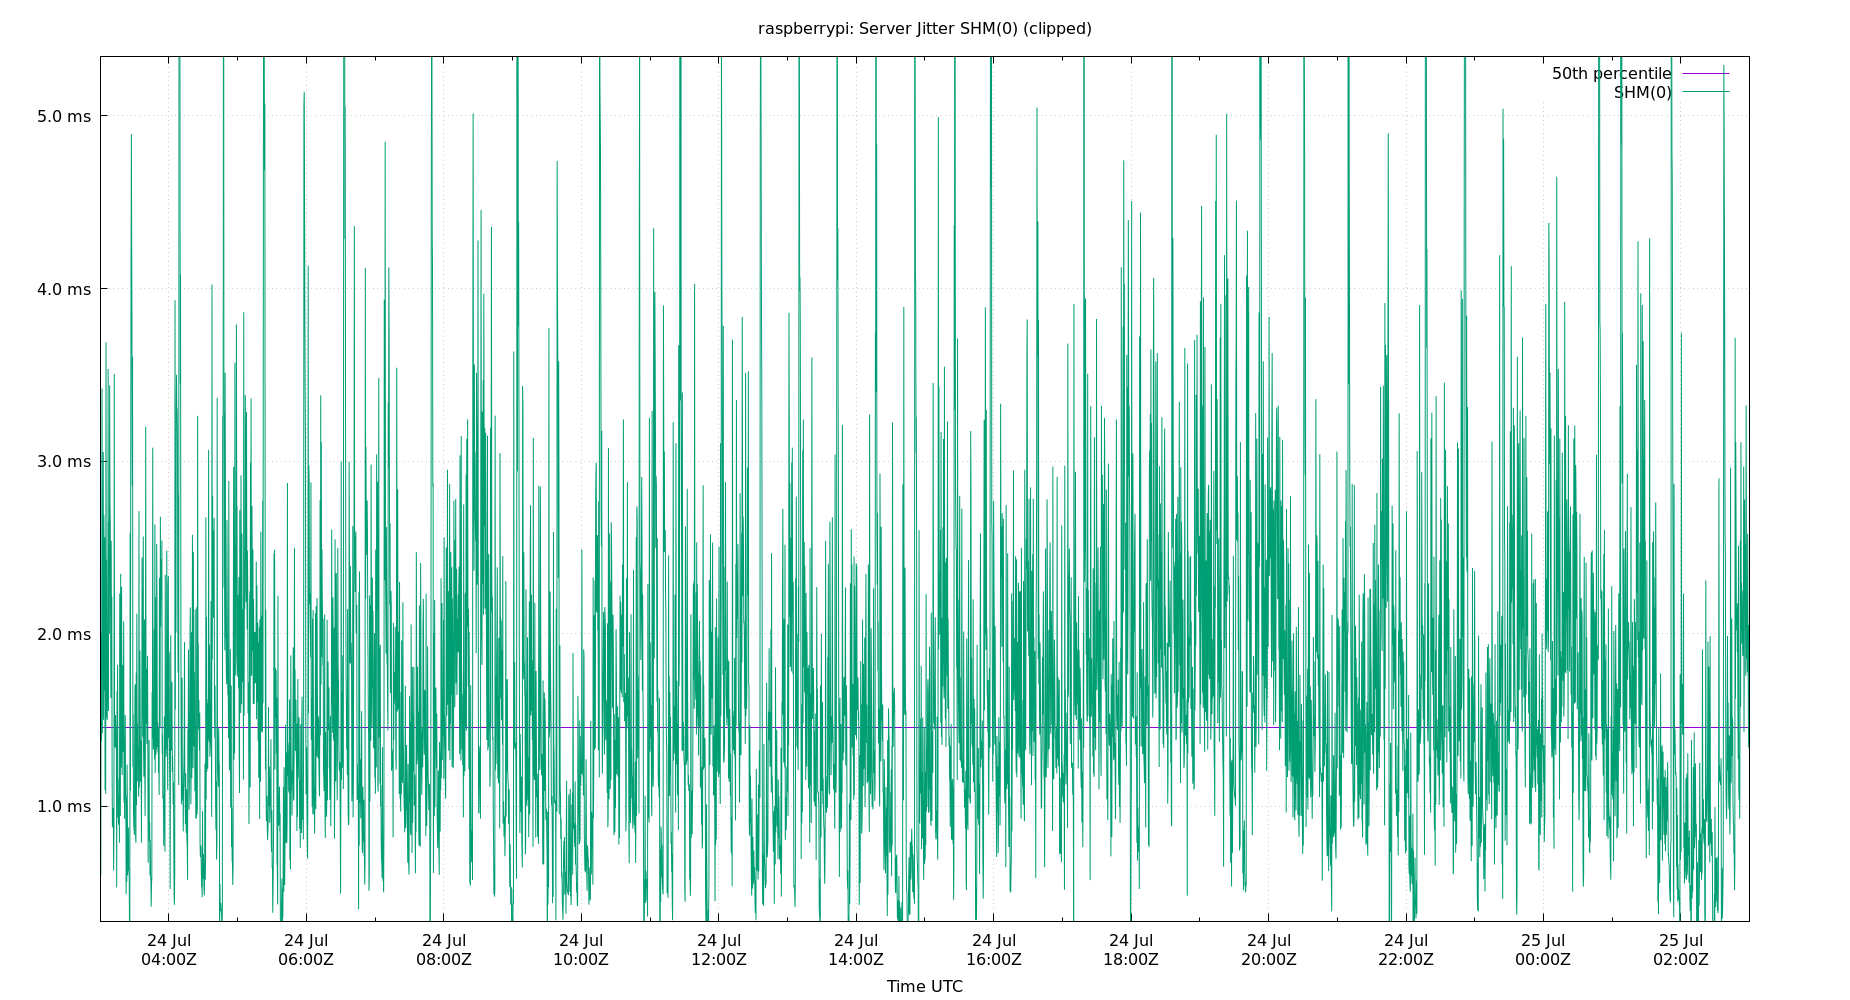 raspberrypi: Server Jitter SHM(0) (clipped)
50th percentile
SHM(0)
5.0 ms
4.0 ms
3.0 ms
2.0 ms
1.0 ms
24 Jul 24 Jul 24 Jul 24 Jul 24 Jul 24 Jul 24 Jul 24 Jul 24 Jul 24 Jul 25 Jul 25 Jul
04:00Z 06:00Z 08:00Z 10:00Z 12:00Z 14:00Z 16:00Z 18:00Z 20:00Z 22:00Z 00:00Z 02:00Z
Time UTC